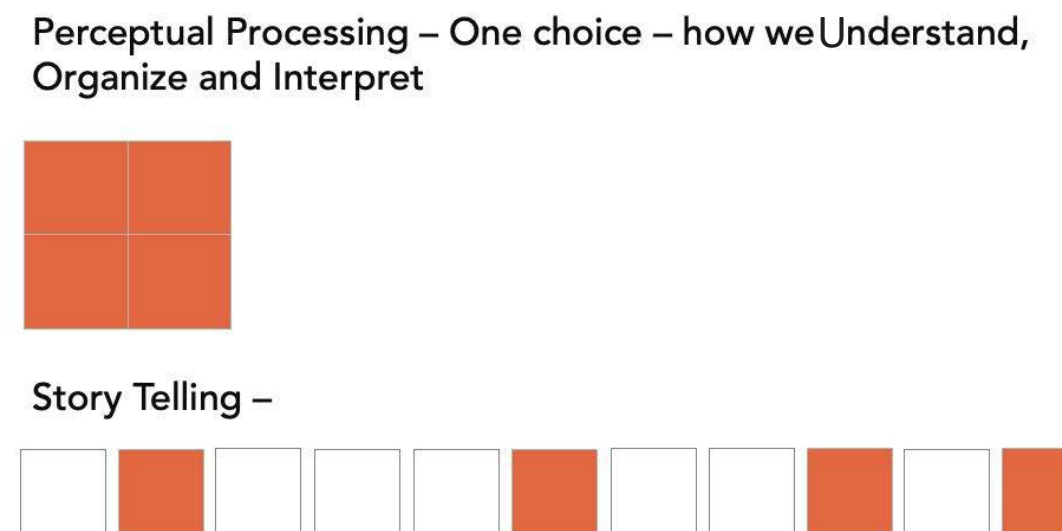 Perceptual Processing – One choice – how we Understand,
Organize and Interpret
Story Telling –